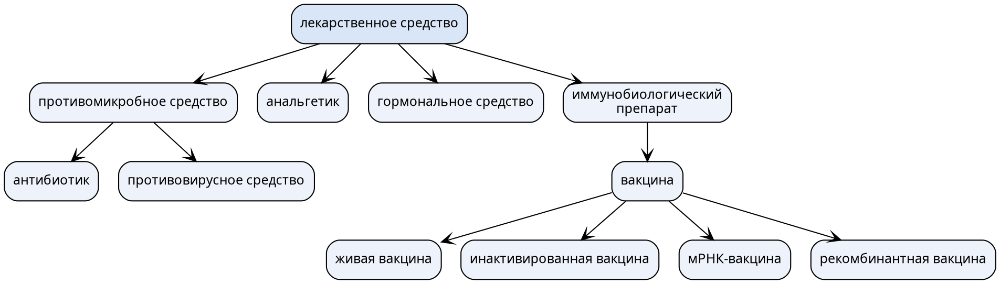 лекарственное средство
противомикробное средство
анальгетик
гормональное средство
иммунобиологический
препарат
антибиотик
противовирусное средство
вакцина
живая вакцина
инактивированная вакцина
мРНК-вакцина
рекомбинантная вакцина